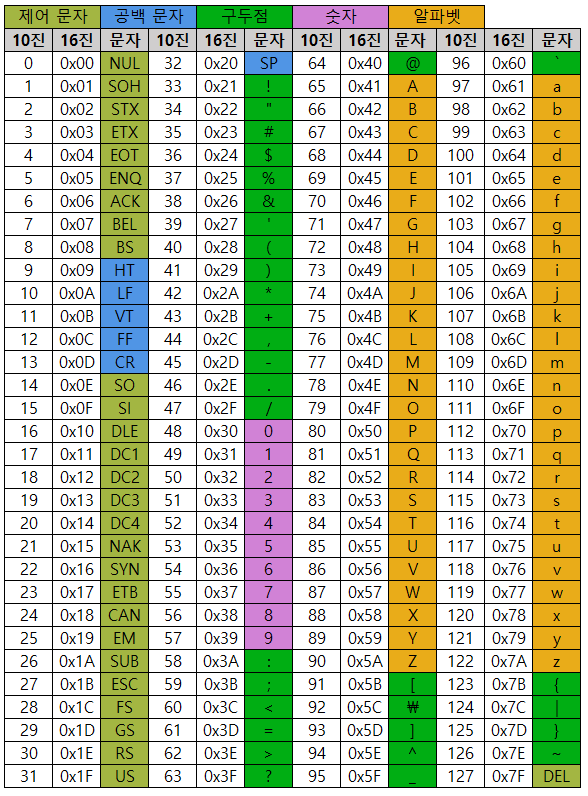 제어 문자 공백 문자 구두점 숫자 알파벳
10진 16진 문자 10진 16진 문자 10진 16진 문자 10진 16진 문자
0 0x00 NUL 32 0x20 SP 64 0x40 @ 96 0x60 `
1 0x01 SOH 33 0x21 ! 65 0x41 A 97 0x61 a
2 0x02 STX 34 0x22 " 66 0x42 B 98 0x62 b
3 0x03 ETX 35 0x23 # 67 0x43 C 99 0x63 c
4 0x04 EOT 36 0x24 $ 68 0x44 D 100 0x64 d
5 0x05 ENQ 37 0x25 % 69 0x45 E 101 0x65 e
6 0x06 ACK 38 0x26 & 70 0x46 F 102 0x66 f
7 0x07 BEL 39 0x27 ' 71 0x47 G 103 0x67 g
8 0x08 BS 40 0x28 ( 72 0x48 H 104 0x68 h
9 0x09 HT 41 0x29 ) 73 0x49 I 105 0x69 i
10 0x0A LF 42 0x2A * 74 0x4A J 106 0x6A j
11 0x0B VT 43 0x2B + 75 0x4B K 107 0x6B k
12 0x0C FF 44 0x2C , 76 0x4C L 108 0x6C l
13 0x0D CR 45 0x2D - 77 0x4D M 109 0x6D m
14 0x0E SO 46 0x2E . 78 0x4E N 110 0x6E n
15 0x0F SI 47 0x2F / 79 0x4F O 111 0x6F o
16 0x10 DLE 48 0x30 0 80 0x50 P 112 0x70 p
17 0x11 DC1 49 0x31 1 81 0x51 Q 113 0x71 q
18 0x12 DC2 50 0x32 2 82 0x52 R 114 0x72 r
19 0x13 DC3 51 0x33 3 83 0x53 S 115 0x73 s
20 0x14 DC4 52 0x34 4 84 0x54 T 116 0x74 t
21 0x15 NAK 53 0x35 5 85 0x55 U 117 0x75 u
22 0x16 SYN 54 0x36 6 86 0x56 V 118 0x76 v
23 0x17 ETB 55 0x37 7 87 0x57 W 119 0x77 w
24 0x18 CAN 56 0x38 8 88 0x58 X 120 0x78 x
25 0x19 EM 57 0x39 9 89 0x59 Y 121 0x79 y
26 0x1A SUB 58 0x3A : 90 0x5A Z 122 0x7A z
27 0x1B ESC 59 0x3B ; 91 0x5B [ 123 0x7B {
28 0x1C FS 60 0x3C < 92 0x5C ₩ 124 0x7C |
29 0x1D GS 61 0x3D = 93 0x5D ] 125 0x7D }
30 0x1E RS 62 0x3E > 94 0x5E ^ 126 0x7E ~
31 0x1F US 63 0x3F ? 95 0x5F _ 127 0x7F DEL